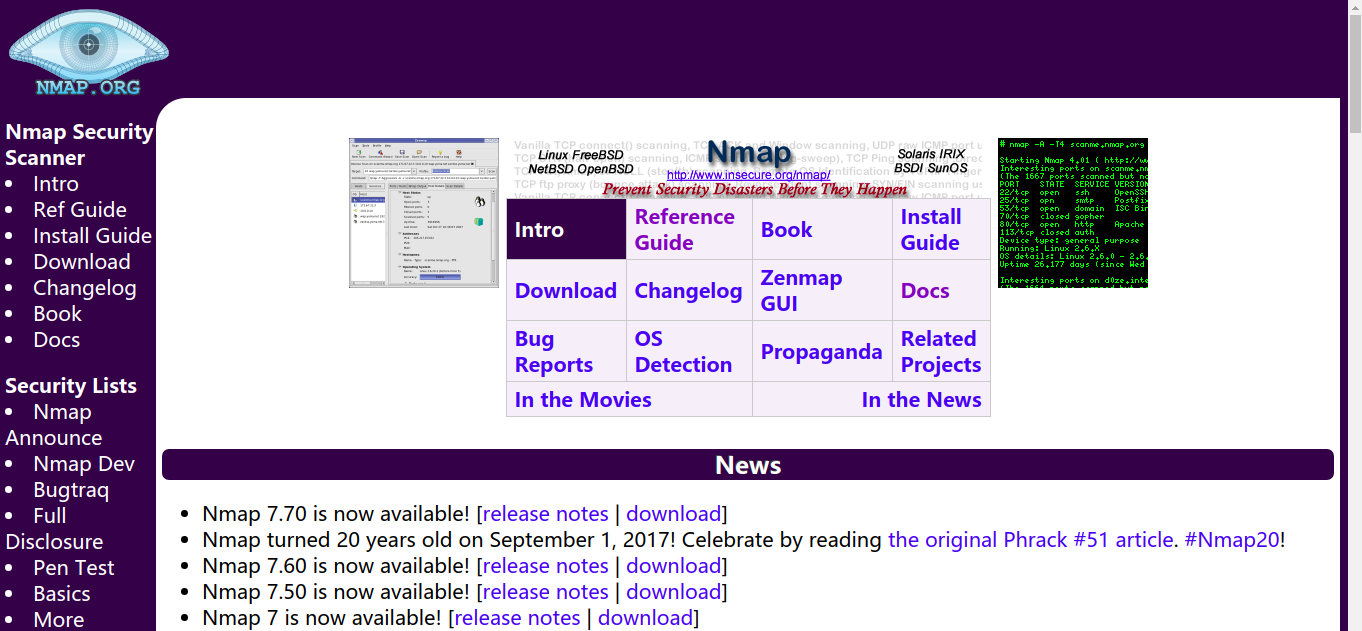 NMAP.ORG
Nmap Security
Scanner
Intro
Ref Guide
Install Guide
Download
Changelog
Book
Docs
Security Lists
Nmap
Announce
Nmap Dev
Bugtraq
Full
Disclosure
Pen Test
Basics
More
Linux FreeBSD
NetBSD OpenBSD
Nmap
http://www.insecure.org/nmap/
Prevent Security Disasters Before They Happen
Solaris IRIX
BSDI SunOS
# nmap -A -T4 scanme.nmap.org
Starting Nmap 4.01 ( http://
Interesting ports on scanme.
(The 1667 ports scanned but
PORT STATE SERVICE VERSION
22/tcp open ssh OpenSSH
25/tcp opn smtp Postfix
53/tcp open domain ISC Bin
70/tcp closed gopher
80/tcp open http Apache
113/tcp closed auth
Device type: general purpose
Running: Linux 2.6.X
OS details: Linux 2.6.0 - 2.6.
Uptime 26.177 days (since Wed
Interesting ports on d0ze.inte
Intro
Reference
Guide
Book
Install
Guide
Download
Changelog
Zenmap
GUI
Docs
Bug
Reports
OS
Detection
Propaganda
Related
Projects
In the Movies
In the News
News
Nmap 7.70 is now available! [release notes | download]
Nmap turned 20 years old on September 1, 2017! Celebrate by reading the original Phrack #51 article. #Nmap20!
Nmap 7.60 is now available! [release notes | download]
Nmap 7.50 is now available! [release notes | download]
Nmap 7 is now available! [release notes | download]